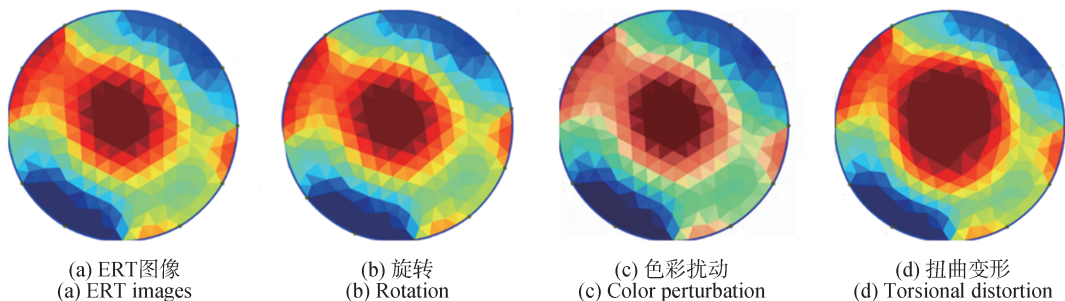 (a) ERT图像
(a) ERT images
(b) 旋转
(b) Rotation
(c) 色彩扰动
(c) Color perturbation
(d) 扭曲变形
(d) Torsional distortion